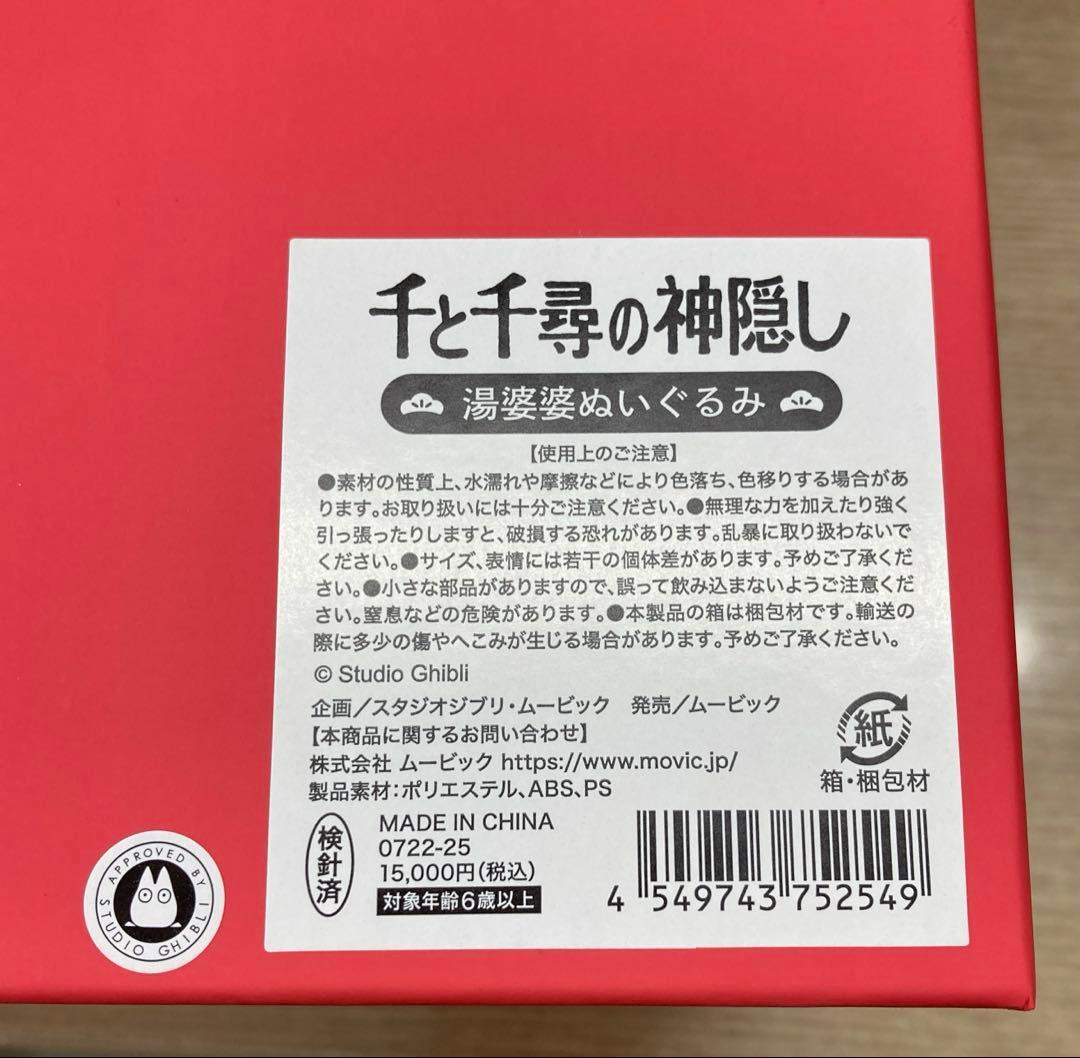 千と千尋の神隠し
湯婆婆ぬいぐるみ
【使用上のご注意】
●素材の性質上、水濡れや摩擦などにより色落ち、色移りする場合があ
ります。お取り扱いには十分ご注意ください。●無理な力を加えたり強く
引っ張ったりしますと、破損する恐れがあります。乱暴に取り扱わないで
ください。●サイズ、表情には若干の個体差があります。予めご了承くだ
さい。●小さな部品がありますので、誤って飲み込まないようご注意くだ
さい。窒息などの危険があります。●本製品の箱は梱包材です。輸送の
際に多少の傷やへこみが生じる場合があります。予めご了承ください。
© Studio Ghibli
企画／スタジオジブリ・ムービック　発売／ムービック
【本商品に関するお問い合わせ】
株式会社 ムービック https://www.movic.jp/
製品素材：ポリエステル、ABS、PS
紙
箱・梱包材
検針済
MADE IN CHINA
0722-25
15,000円（税込）
対象年齢6歳以上
4 549743 752549
APPROVED BY STUDIO GHIBLI